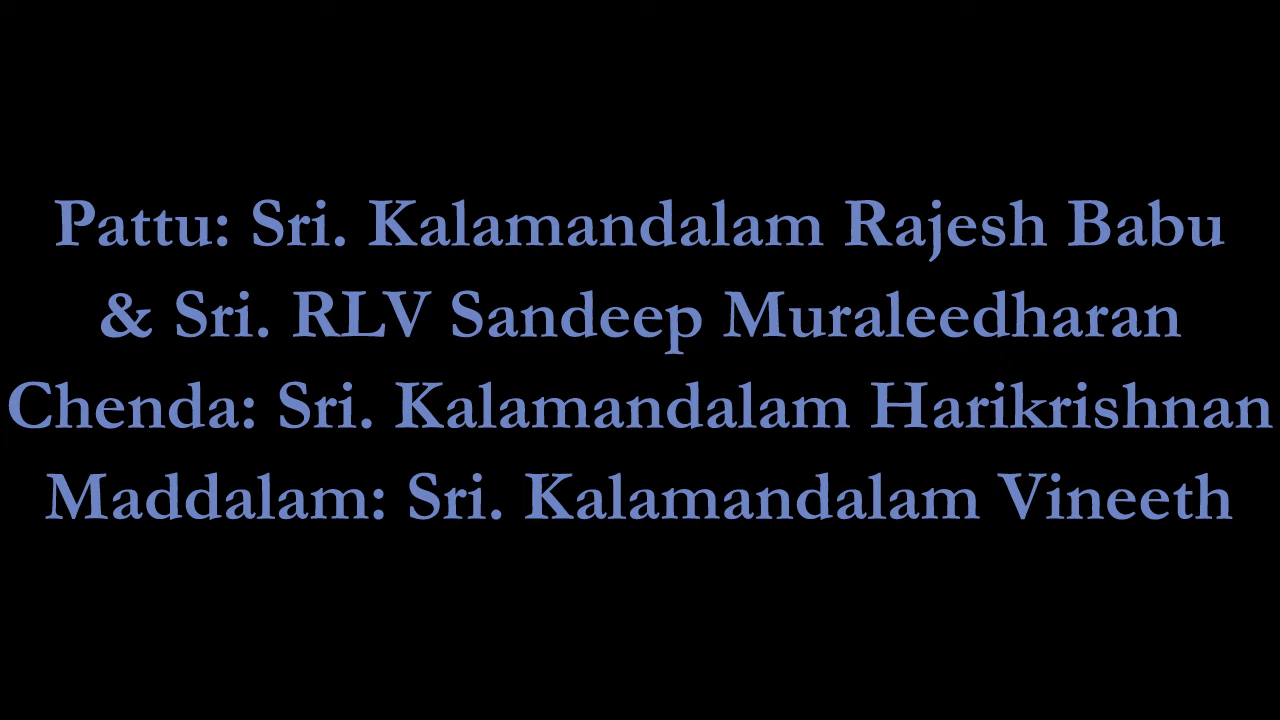 Pattu: Sri. Kalamandalam Rajesh Babu
& Sri. RLV Sandeep Muraleedharan
Chenda: Sri. Kalamandalam Harikrishnan
Maddalam: Sri. Kalamandalam Vineeth